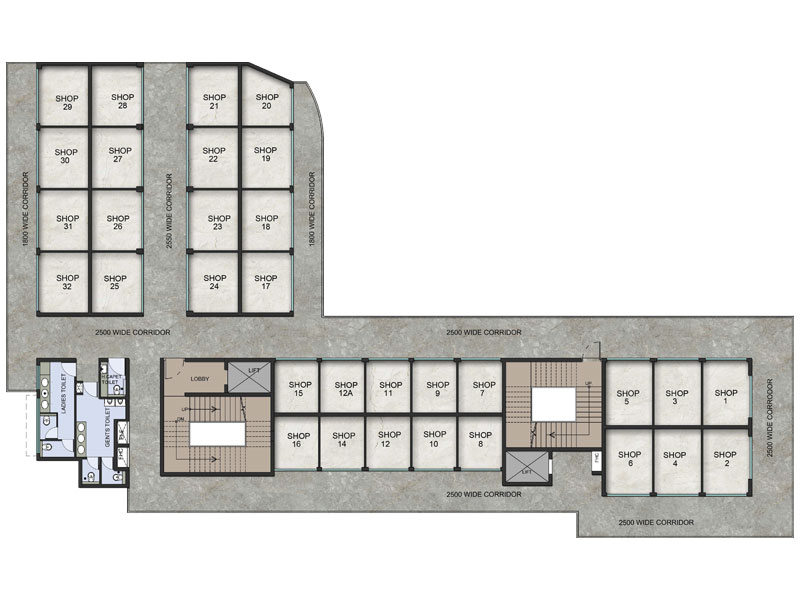 SHOP
29
SHOP
28
SHOP
21
SHOP
20
SHOP
30
SHOP
27
SHOP
22
SHOP
19
1800 WIDE CORRIDOR
2550 WIDE CORRIDOR
1800 WIDE CORRIDOR
SHOP
31
SHOP
26
SHOP
23
SHOP
18
SHOP
32
SHOP
25
SHOP
24
SHOP
17
2500 WIDE CORRIDOR
2500 WIDE CORRIDOR
LADIES TOILET
TOILET
GENTS TOILET
FHC
LOBBY
LIFT
UP
DN
SHOP
15
SHOP
12A
SHOP
11
SHOP
9
SHOP
7
SHOP
5
SHOP
3
SHOP
1
2500 WIDE CORRODOR
SHOP
16
SHOP
14
SHOP
12
SHOP
10
SHOP
8
LIFT
FHC
SHOP
6
SHOP
4
SHOP
2
2500 WIDE CORRIDOR
2500 WIDE CORRIDOR